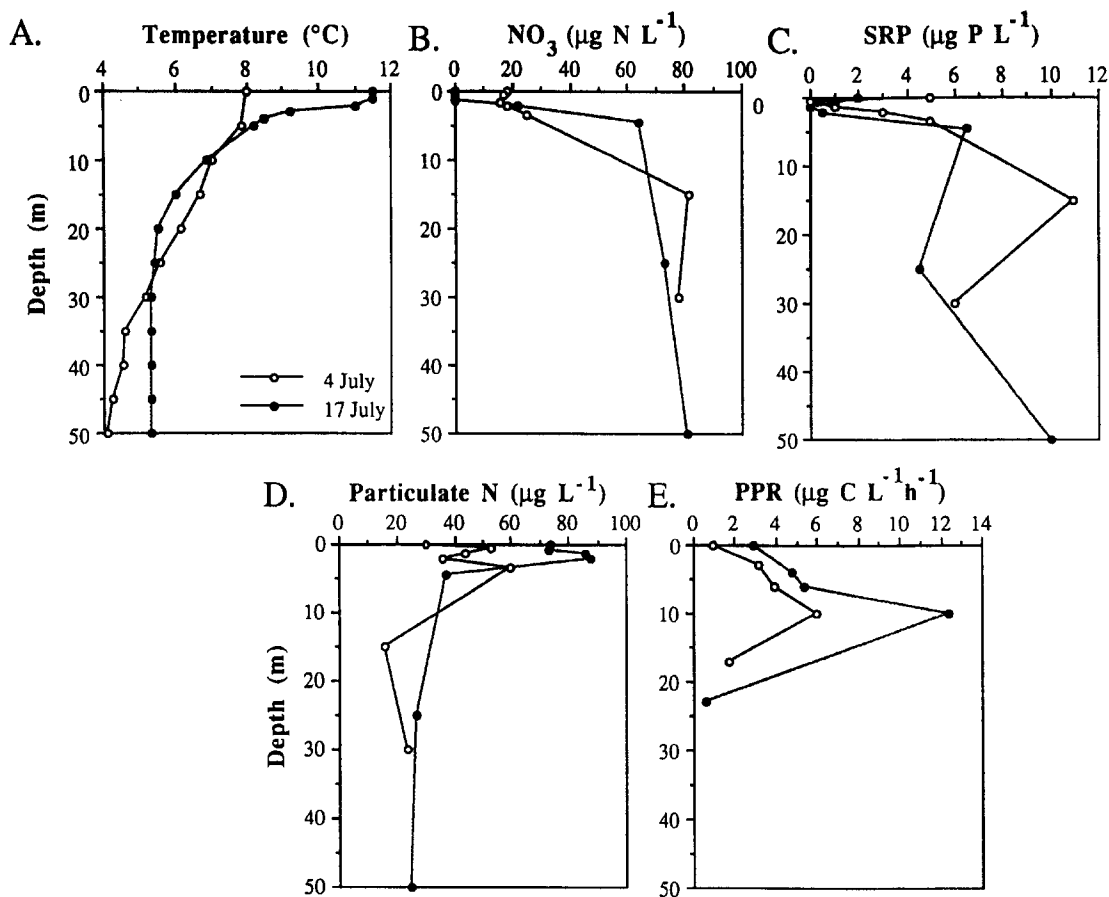 A. Temperature (°C) B. NO3 (µg N L-1) C. SRP (µg P L-1)
4 6 8 10 12 0 20 40 60 80 100 0 2 4 6 8 10 12
0 0 0 0
10 10 10
20 20 20
30 30 30
40 40 40
50 50 50
Depth (m)
4 July
17 July
D. Particulate N (µg L-1) E. PPR (µg C L-1h-1)
0 20 40 60 80 100 0 2 4 6 8 10 12 14
0 0
10 10
20 20
30 30
40 40
50 50
Depth (m)